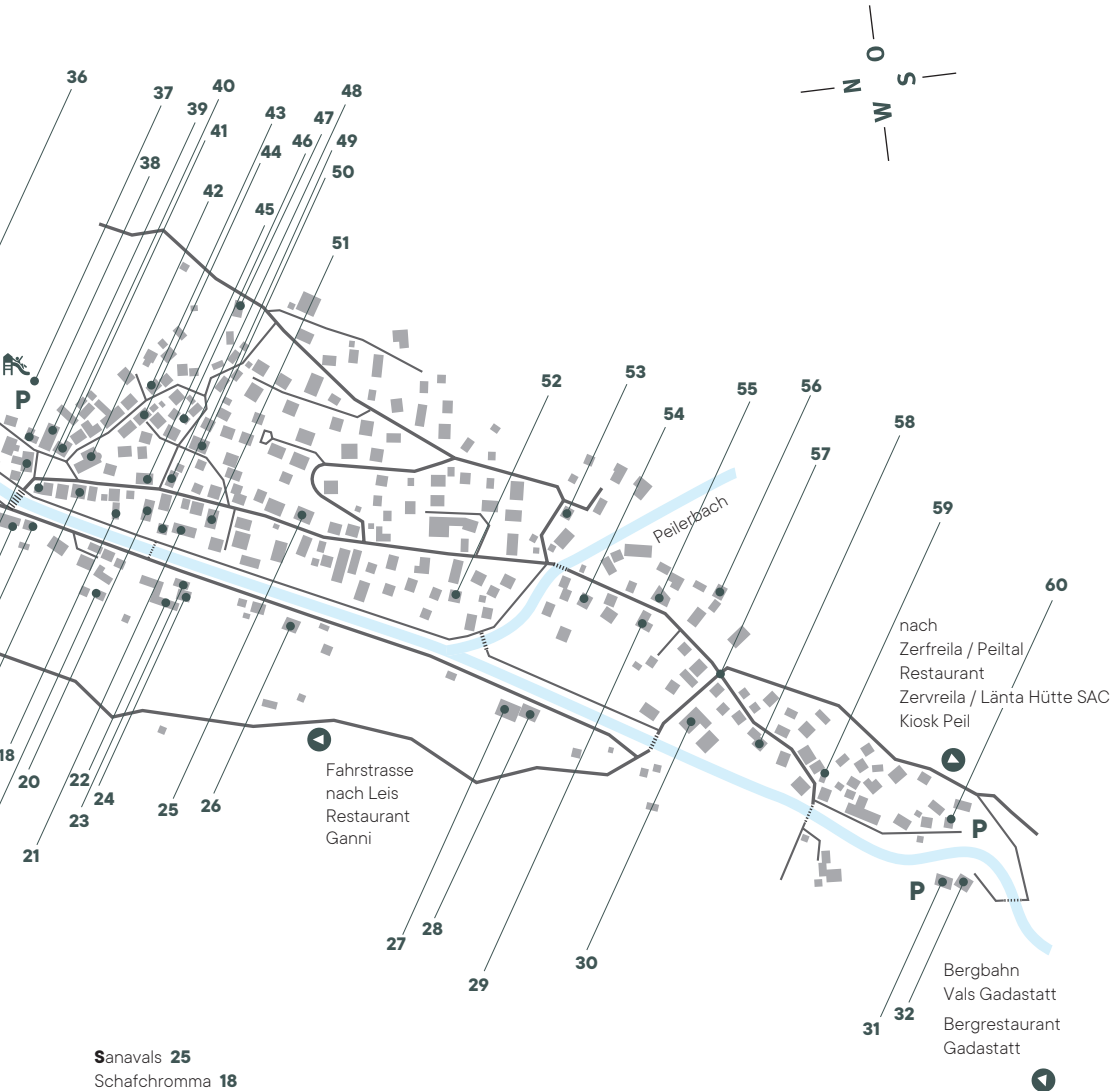 O
S
N
W
36
37
40
39
41
38
42
43
44
48
47
46
49
50
45
51
P
52
53
54
55
56
57
58
59
60
Peilerbach
nach
Zerfreila / Peiltal
Restaurant
Zervreila / Länta Hütte SAC
Kiosk Peil
18
20
22
24
23
21
25
26
Fahrstrasse
nach Leis
Restaurant
Ganni
27
28
29
30
P
P
31
32
Bergbahn
Vals Gadastatt
Bergrestaurant
Gadastatt
Sanavals 25
Schafchromma 18